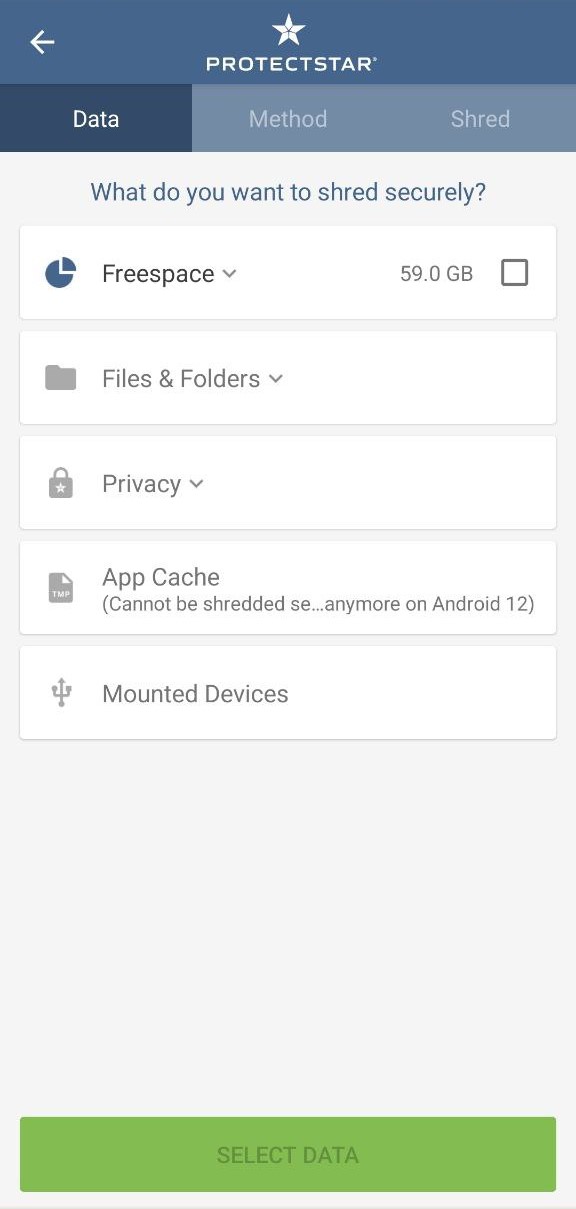 PROTECTSTAR
Data
Method
Shred
What do you want to shred securely?
Freespace
59.0 GB
Files & Folders
Privacy
TMP
App Cache
(Cannot be shredded se...anymore on Android 12)
Mounted Devices
SELECT DATA